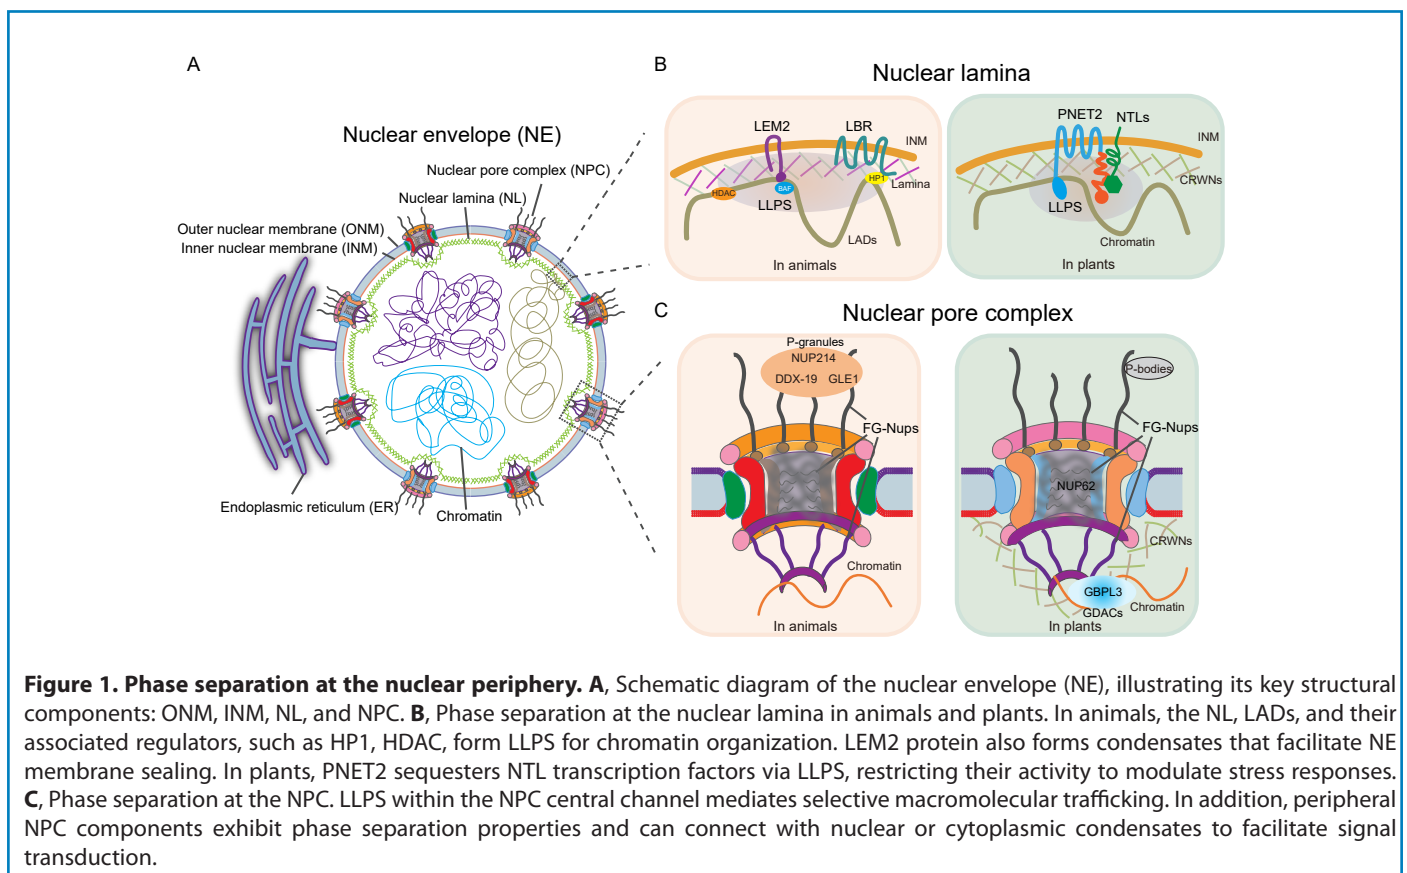 A
Nuclear envelope (NE)
Nuclear pore complex (NPC)
Nuclear lamina (NL)
Outer nuclear membrane (ONM)
Inner nuclear membrane (INM)
Endoplasmic reticulum (ER)
Chromatin
B
Nuclear lamina
LEM2
LBR
INM
HDAC
BAF
HP1
Lamina
LLPS
LADs
In animals
PNET2
NTLs
INM
CRWNs
LLPS
Chromatin
In plants
C
Nuclear pore complex
P-granules
NUP214
DDX-19 GLE1
FG-Nups
Chromatin
In animals
P-bodies
FG-Nups
NUP62
CRWNs
GBPL3
GDACs
Chromatin
In plants
Figure 1. Phase separation at the nuclear periphery. A, Schematic diagram of the nuclear envelope (NE), illustrating its key structural
components: ONM, INM, NL, and NPC. B, Phase separation at the nuclear lamina in animals and plants. In animals, the NL, LADs, and their
associated regulators, such as HP1, HDAC, form LLPS for chromatin organization. LEM2 protein also forms condensates that facilitate NE
membrane sealing. In plants, PNET2 sequesters NTL transcription factors via LLPS, restricting their activity to modulate stress responses.
C, Phase separation at the NPC. LLPS within the NPC central channel mediates selective macromolecular trafficking. In addition, peripheral
NPC components exhibit phase separation properties and can connect with nuclear or cytoplasmic condensates to facilitate signal
transduction.